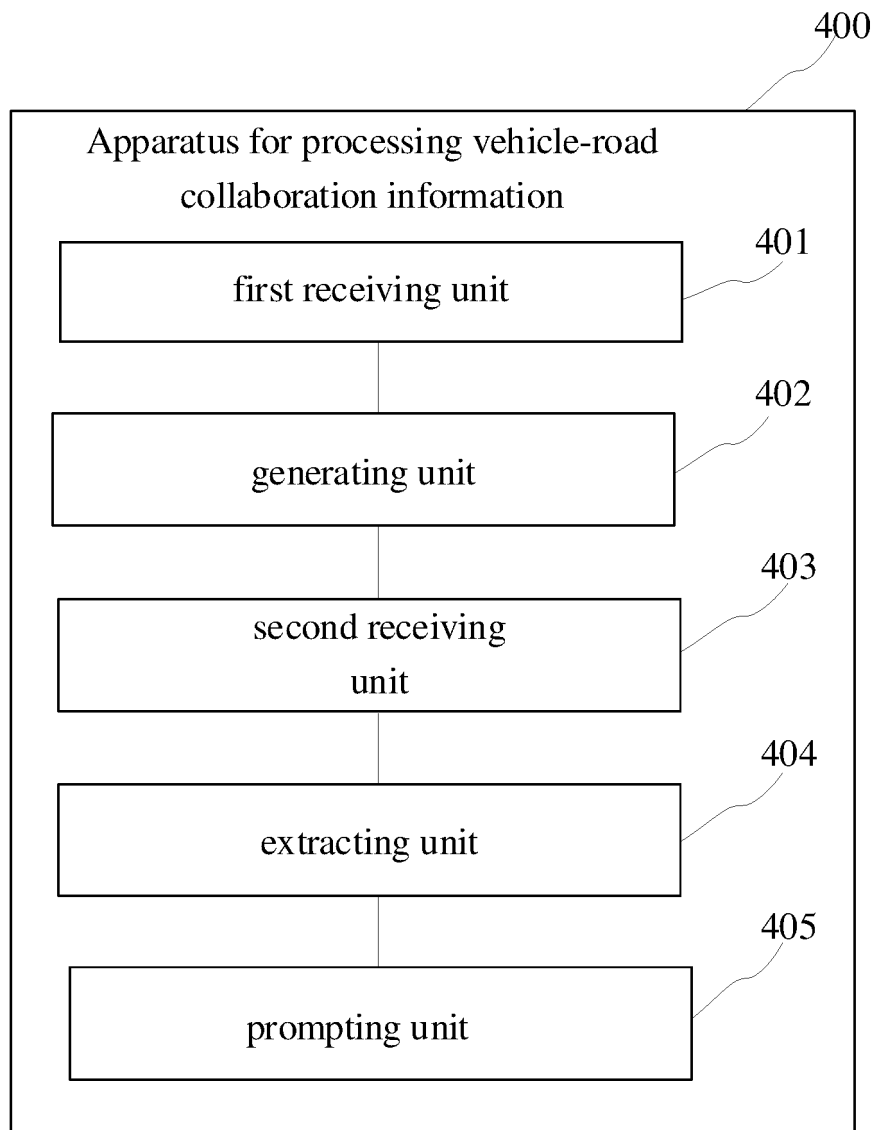 400
Apparatus for processing vehicle-road
collaboration information
401
first receiving unit
402
generating unit
403
second receiving
unit
404
extracting unit
405
prompting unit